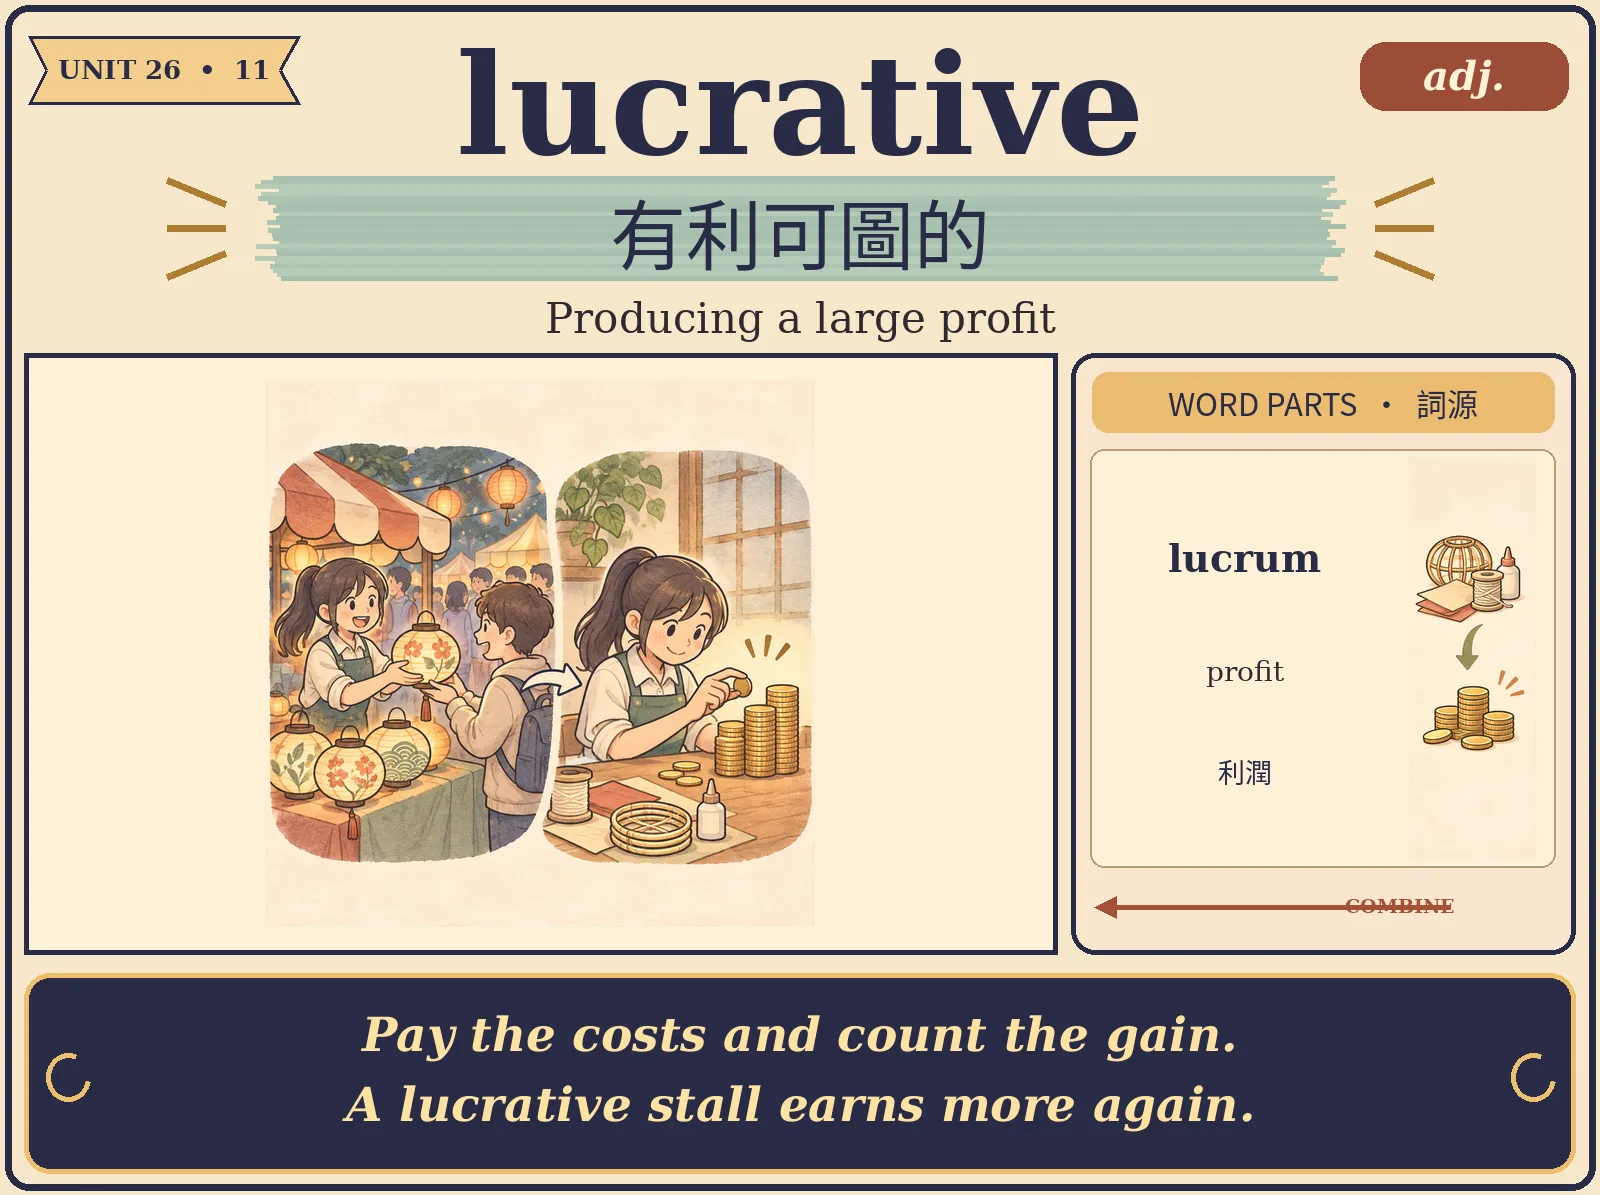 UNIT 26 • 11
lucrative
adj.
有利可圖的
Producing a large profit
WORD PARTS • 詞源
lucrum
profit
利潤
COMBINE
Pay the costs and count the gain.
A lucrative stall earns more again.